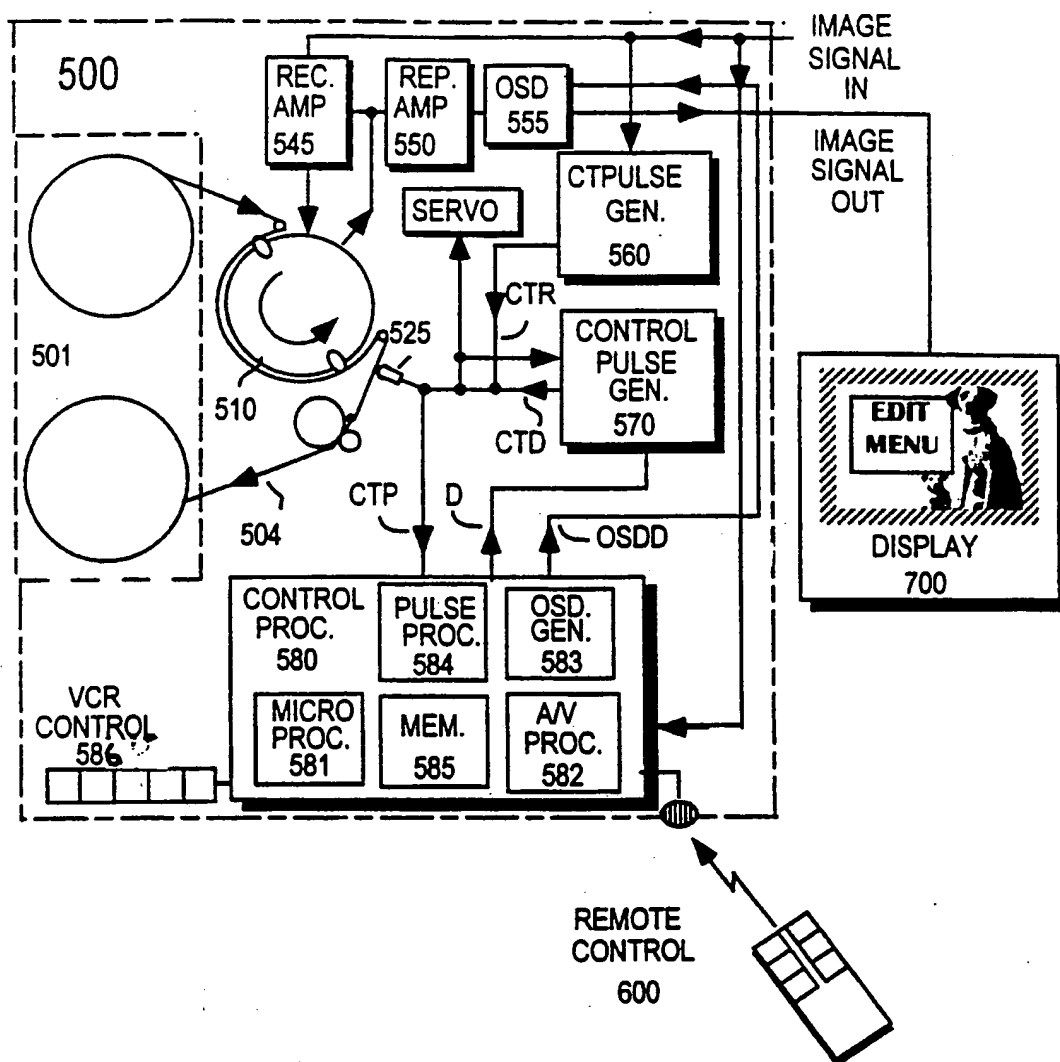 500
REC.
AMP
545
REP.
AMP
550
OSD
555
IMAGE
SIGNAL
IN
IMAGE
SIGNAL
OUT
CTPULSE
GEN.
560
SERVO
CTR
501
510
525
CONTROL
PULSE
GEN.
570
CTD
504
CTP
D
OSDD
EDIT
MENU
DISPLAY
700
CONTROL
PROC.
580
PULSE
PROC.
584
OSD.
GEN.
583
MICRO
PROC.
581
MEM.
585
A/V
PROC.
582
VCR
CONTROL
586
REMOTE
CONTROL
600